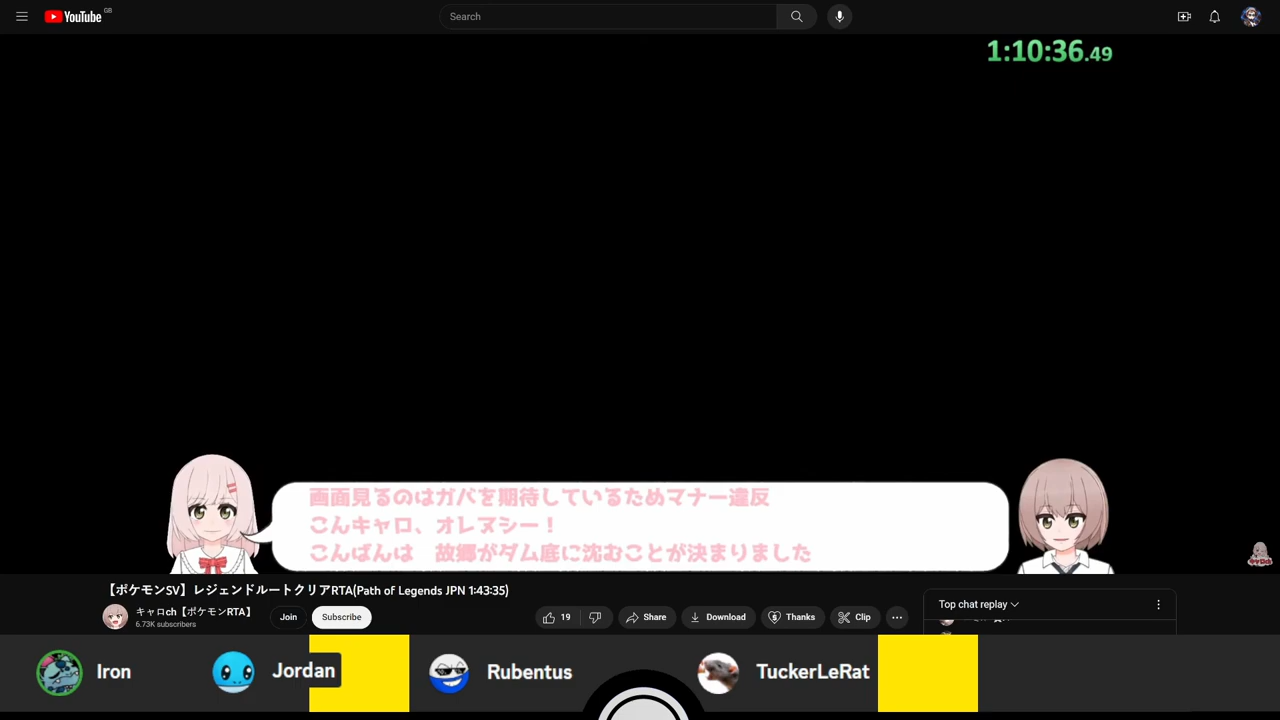 YouTube GB
Search
1:10:36.49
画面見るのはガバを期待しているためマナー違反
こんキャロ、オレヌシー！
こんばんは　故郷がダム底に沈むことが決まりました
【ポケモンSV】レジェンドルートクリアRTA(Path of Legends JPN 1:43:35)
キャロch【ポケモンRTA】
6.73K subscribers
Join
Subscribe
19
Share
Download
Thanks
Clip
Top chat replay
Iron
Jordan
Rubentus
TuckerLeRat